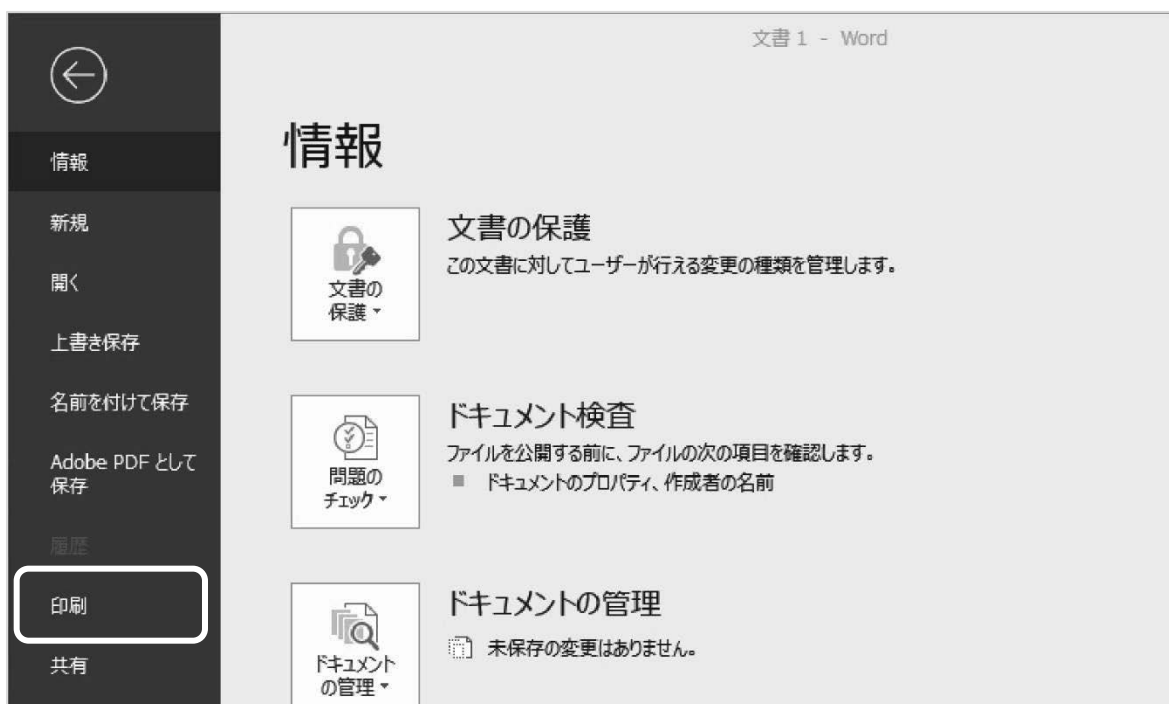 文書 1 - Word
情報
新規
開く
上書き保存
名前を付けて保存
Adobe PDF として
保存
履歴
印刷
共有
情報
文書の
保護
文書の保護
この文書に対してユーザーが行える変更の種類を管理します。
問題の
チェック
ドキュメント検査
ファイルを公開する前に、ファイルの次の項目を確認します。
ドキュメントのプロパティ、作成者の名前
ドキュメント
の管理
ドキュメントの管理
未保存の変更はありません。